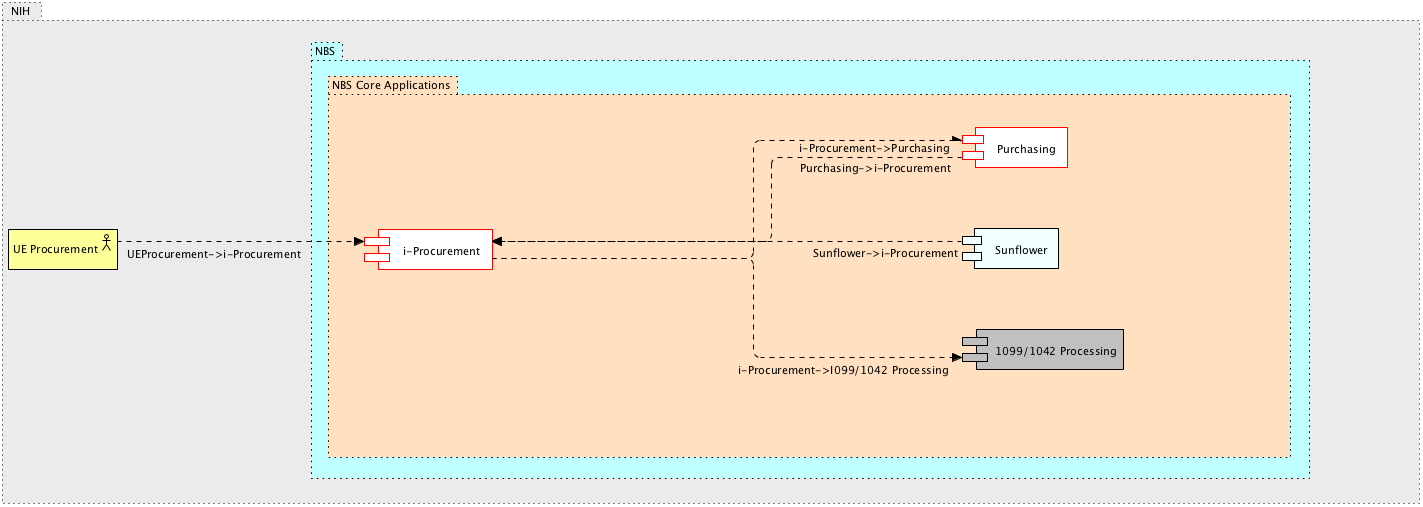 NIH
NBS
NBS Core Applications
i-Procurement->Purchasing
Purchasing
Purchasing->i-Procurement
UE Procurement
UEProcurement->i-Procurement
i-Procurement
Sunflower->i-Procurement
Sunflower
1099/1042 Processing
i-Procurement->I099/1042 Processing